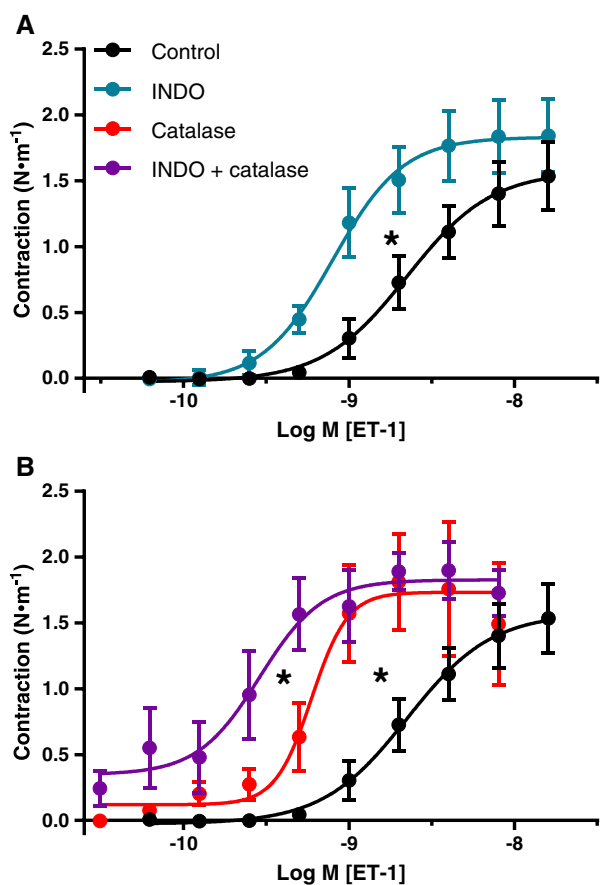 A
2.5
Control
INDO
2.0
Catalase
INDO + catalase
1.5
1.0
*
0.5
0.0
Contraction (N•m-1)
-10
-9
-8
Log M [ET-1]
B
2.5
2.0
1.5
1.0
*
*
0.5
0.0
Contraction (N•m-1)
-10
-9
-8
Log M [ET-1]